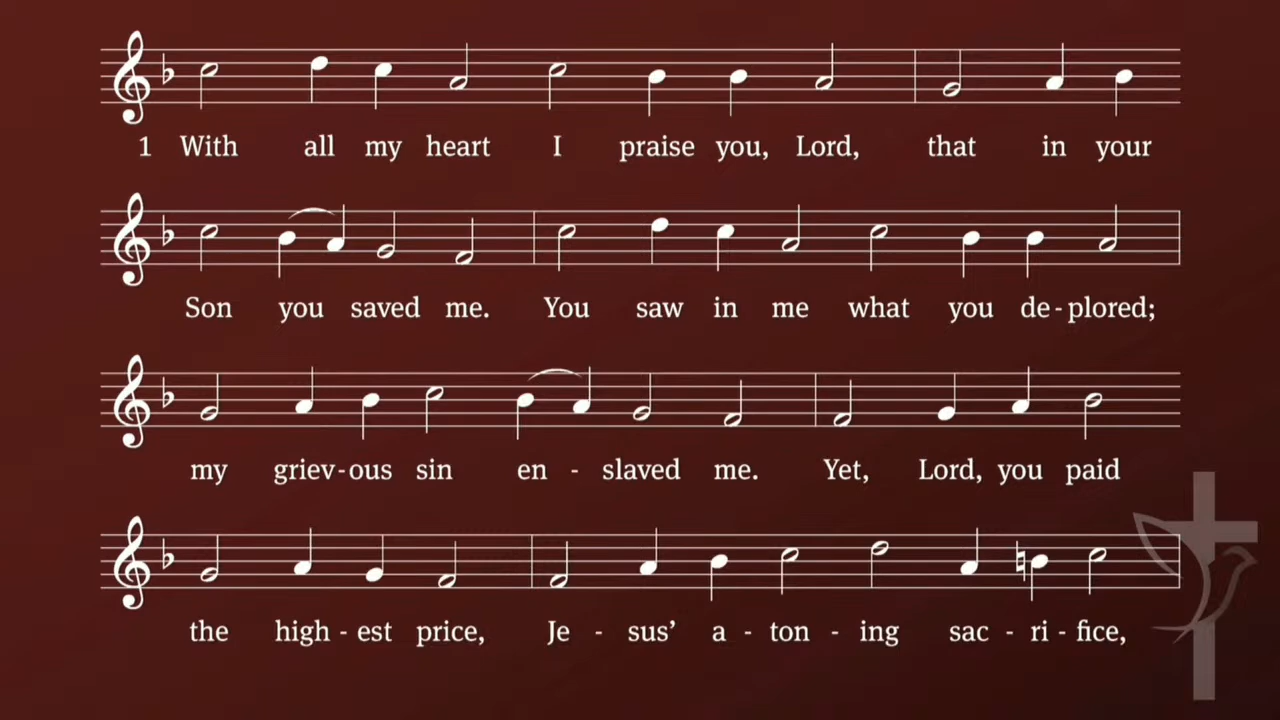 1 With all my heart I praise you, Lord, that in your
Son you saved me. You saw in me what you de-plored;
my griev-ous sin en - slaved me. Yet, Lord, you paid
the high - est price, Je - sus’ a - ton - ing sac - ri - fice,